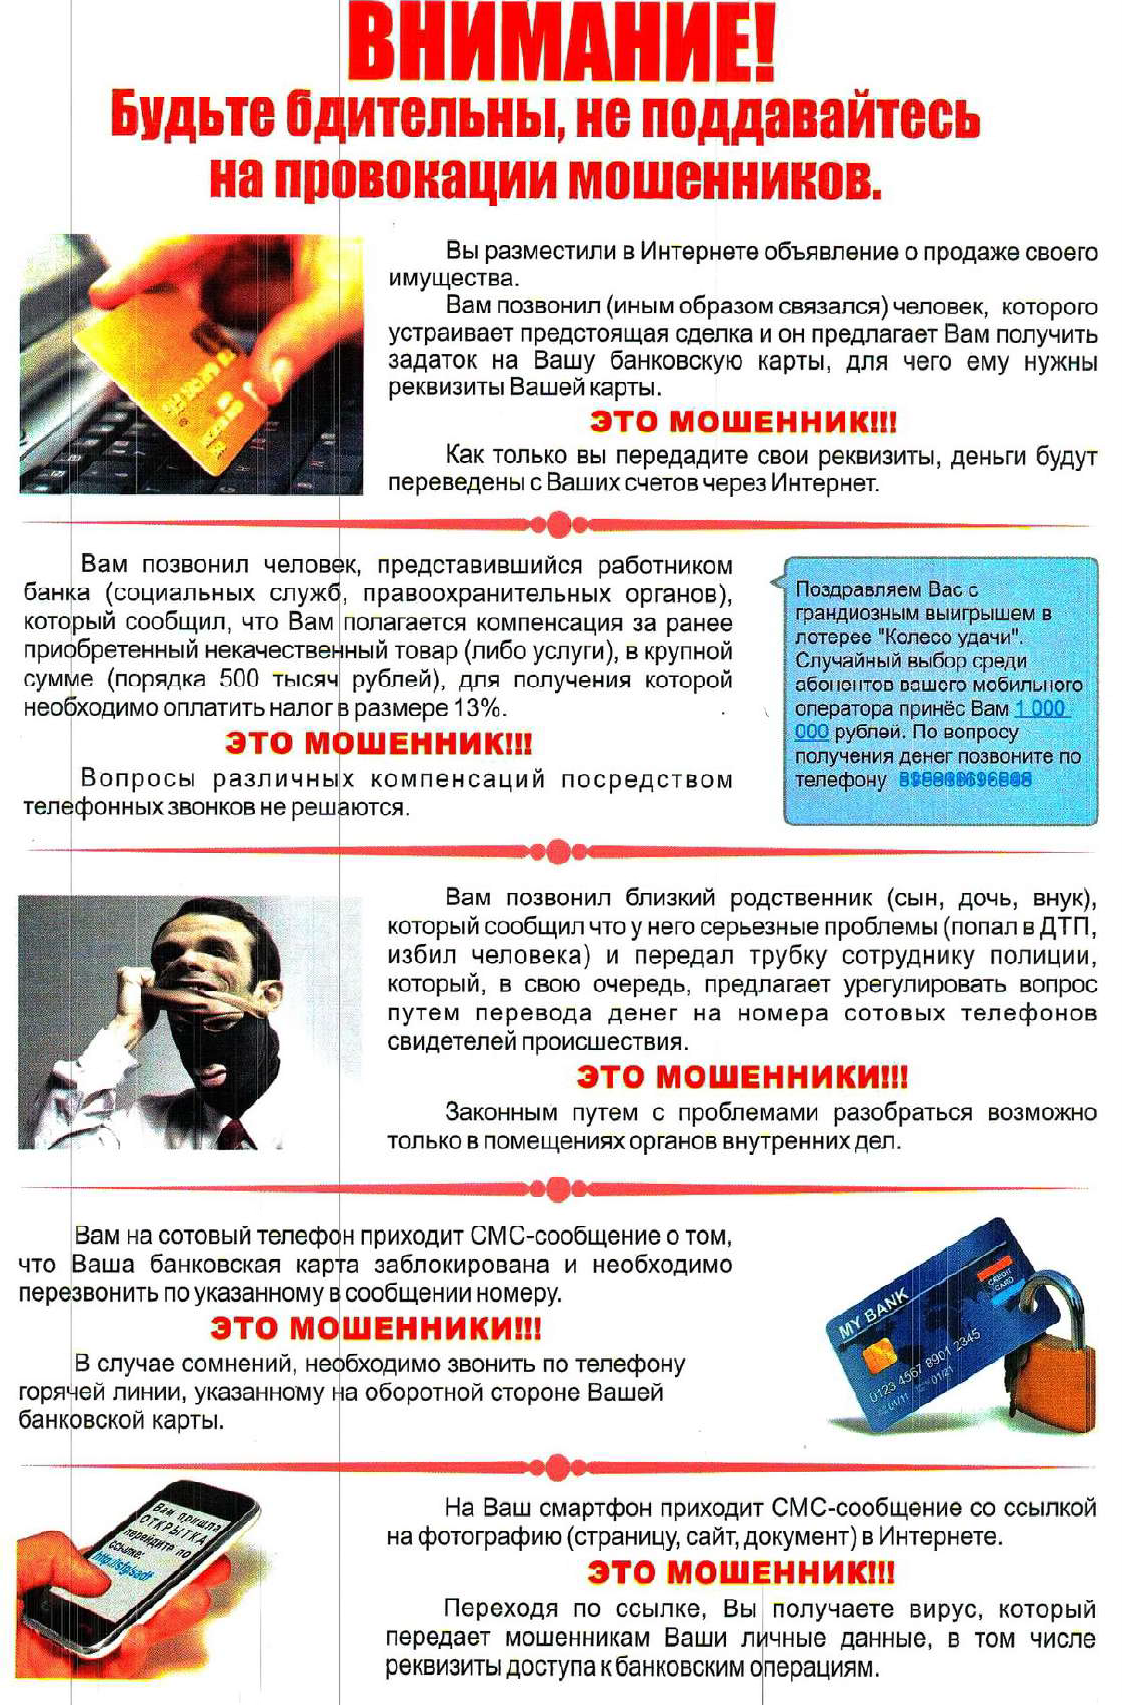 ВНИМАНИЕ!
Будьте бдительны, не поддавайтесь
на провокации мошенников.
Вы разместили в Интернете объявление о продаже своего
имущества.
Вам позвонил (иным образом связался) человек, которого
устраивает предстоящая сделка и он предлагает Вам получить
задаток на Вашу банковскую карты, для чего ему нужны
реквизиты Вашей карты.
ЭТО МОШЕННИК!!!
Как только вы передадите свои реквизиты, деньги будут
переведены с Ваших счетов через Интернет.
Вам позвонил человек, представившийся работником
банка (социальных служб, правоохранительных органов),
который сообщил, что Вам полагается компенсация за ранее
приобретенный некачественный товар (либо услуги), в крупной
сумме (порядка 500 тысяч рублей), для получения которой
необходимо оплатить налог в размере 13%.
ЭТО МОШЕННИК!!!
Вопросы различных компенсаций посредством
телефонных звонков не решаются.
Поздравляем Вас с
грандиозным выигрышем в
лотерее "Колесо удачи".
Случайный выбор среди
абонентов вашего мобильного
оператора принёс Вам 1 000
000 рублей. По вопросу
получения денег позвоните по
телефону
Вам позвонил близкий родственник (сын, дочь, внук),
который сообщил что у него серьезные проблемы (попал в ДТП,
избил человека) и передал трубку сотруднику полиции,
который, в свою очередь, предлагает урегулировать вопрос
путем перевода денег на номера сотовых телефонов
свидетелей происшествия.
ЭТО МОШЕННИКИ!!!
Законным путем с проблемами разобраться возможно
только в помещениях органов внутренних дел.
Вам на сотовый телефон приходит СМС-сообщение о том,
что Ваша банковская карта заблокирована и необходимо
перезвонить по указанному в сообщении номеру.
ЭТО МОШЕННИКИ!!!
В случае сомнений, необходимо звонить по телефону
горячей линии, указанному на оборотной стороне Вашей
банковской карты.
MY BANK
CREDIT
CARD
0123 4567 8901 2345
01/11 01/21
На Ваш смартфон приходит СМС-сообщение со ссылкой
на фотографию (страницу, сайт, документ) в Интернете.
ЭТО МОШЕННИК!!!
Переходя по ссылке, Вы получаете вирус, который
передает мошенникам Ваши личные данные, в том числе
реквизиты доступа к банковским операциям.
Вам пришла
ОТКРЫТКА
перейдите по
ссылке: